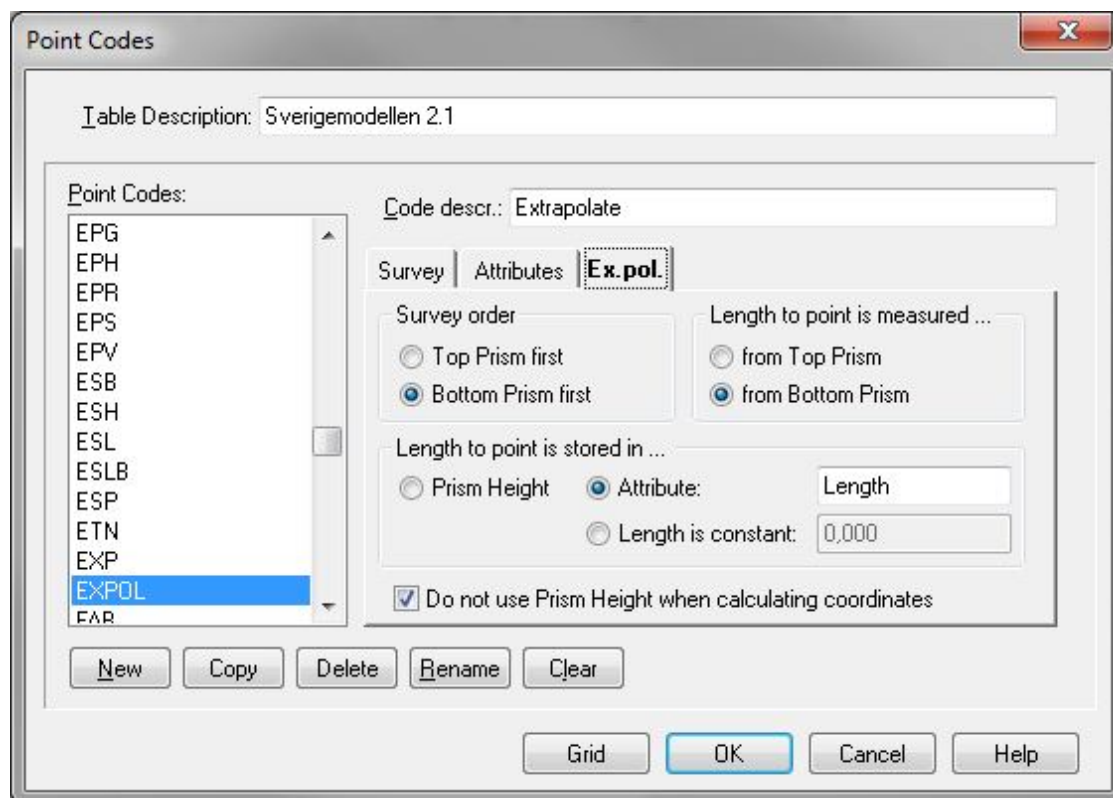 Point Codes
Table Description: Sverigemodellen 2.1
Point Codes:
EPG
EPH
EPR
EPS
EPV
ESB
ESH
ESL
ESLB
ESP
ETN
EXP
EXPOL
Code descr.: Extrapolate
Survey Attributes Ex.pol.
Survey order
Top Prism first
Bottom Prism first
Length to point is measured ...
from Top Prism
from Bottom Prism
Length to point is stored in ...
Prism Height Attribute: Length
Length is constant: 0,000
Do not use Prism Height when calculating coordinates
New Copy Delete Rename Clear
Grid OK Cancel Help